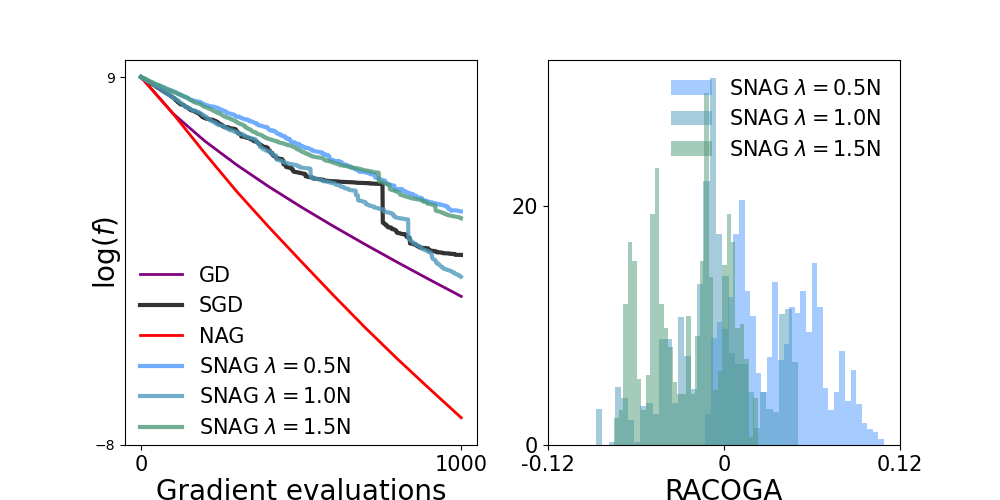 9
−8
log(f)
0
1000
Gradient evaluations
GD
SGD
NAG
SNAG λ = 0.5N
SNAG λ = 1.0N
SNAG λ = 1.5N
20
0
-0.12
0
0.12
RACOGA
SNAG λ = 0.5N
SNAG λ = 1.0N
SNAG λ = 1.5N